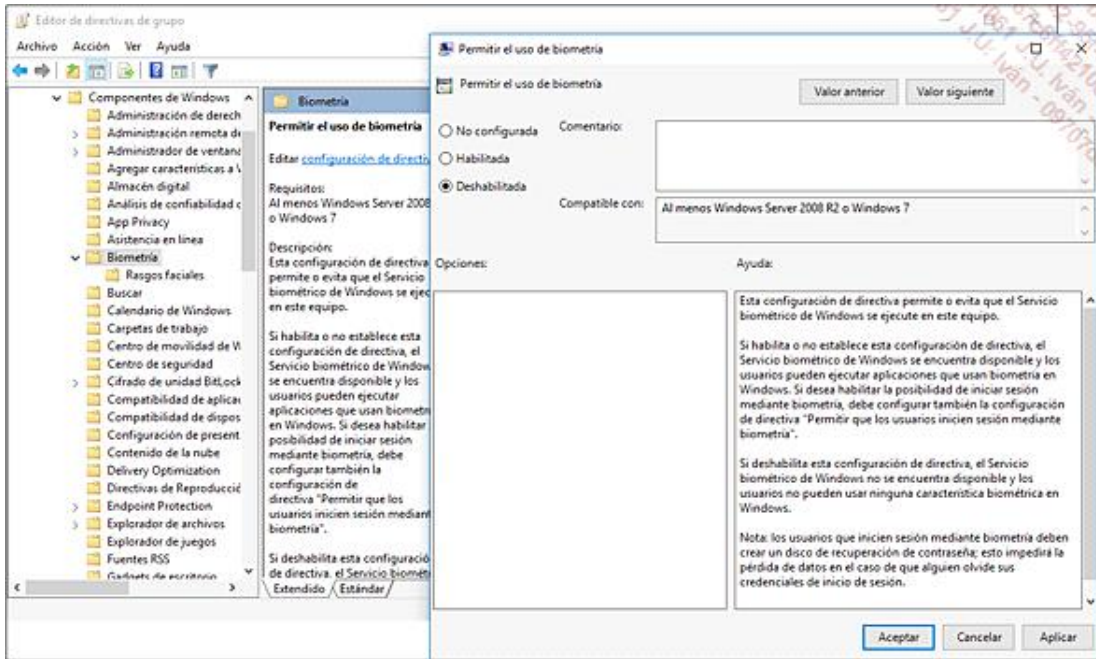 Editor de directivas de grupo
Archivo Acción Ver Ayuda
Componentes de Windows
Administración de derech
Administración remota de
Administrador de ventana
Agregar características a
Almacén digital
Análisis de confiabilidad c
App Privacy
Asistencia en línea
Biometría
Rasgos faciales
Buscar
Calendario de Windows
Carpetas de trabajo
Centro de movilidad de W
Centro de seguridad
Cifrado de unidad BitLock
Compatibilidad de aplica
Compatibilidad de dispos
Configuración de present
Contenido de la nube
Delivery Optimization
Directivas de Reproducció
Endpoint Protection
Explorador de archivos
Explorador de juegos
Fuentes RSS
Gadgets de escritorio
Biometría
Permitir el uso de biometría
Editar configuración de directiv
Requisitos:
Al menos Windows Server 2008
o Windows 7
Descripción:
Esta configuración de directiva
permite o evita que el Servicio
biométrico de Windows se ejec
en este equipo.
Si habilita o no establece esta
configuración de directiva, el
Servicio biométrico de Window
se encuentra disponible y los
usuarios pueden ejecutar
aplicaciones que usan biometr
en Windows. Si desea habilitar
posibilidad de iniciar sesión
mediante biometría, debe
configurar también la
configuración de
directiva "Permitir que los
usuarios inicien sesión mediant
biometría".
Si deshabilita esta configuració
de directiva, el Servicio biométr
Extendido Estándar
Permitir el uso de biometría
Permitir el uso de biometría
Valor anterior Valor siguiente
No configurada
Habilitada
Deshabilitada
Comentario:
Compatible con:
Al menos Windows Server 2008 R2 o Windows 7
Opciones:
Ayuda:
Esta configuración de directiva permite o evita que el Servicio
biométrico de Windows se ejecute en este equipo.
Si habilita o no establece esta configuración de directiva, el
Servicio biométrico de Windows se encuentra disponible y los
usuarios pueden ejecutar aplicaciones que usan biometría en
Windows. Si desea habilitar la posibilidad de iniciar sesión
mediante biometría, debe configurar también la configuración
de directiva "Permitir que los usuarios inicien sesión mediante
biometría".
Si deshabilita esta configuración de directiva, el Servicio
biométrico de Windows no se encuentra disponible y los
usuarios no pueden usar ninguna característica biométrica en
Windows.
Nota: los usuarios que inicien sesión mediante biometría deben
crear un disco de recuperación de contraseña; esto impedirá la
pérdida de datos en el caso de que alguien olvide sus
credenciales de inicio de sesión.
Aceptar Cancelar Aplicar
J.U. Iván